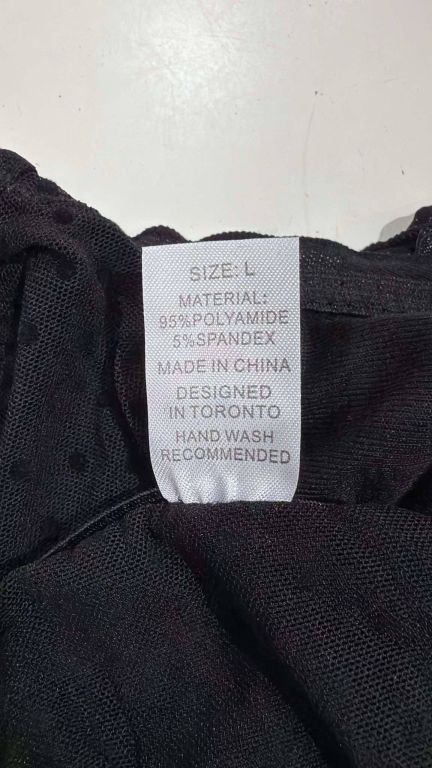 SIZE: L
MATERIAL:
95%POLYAMIDE
5%SPANDEX
MADE IN CHINA
DESIGNED
IN TORONTO
HAND WASH
RECOMMENDED